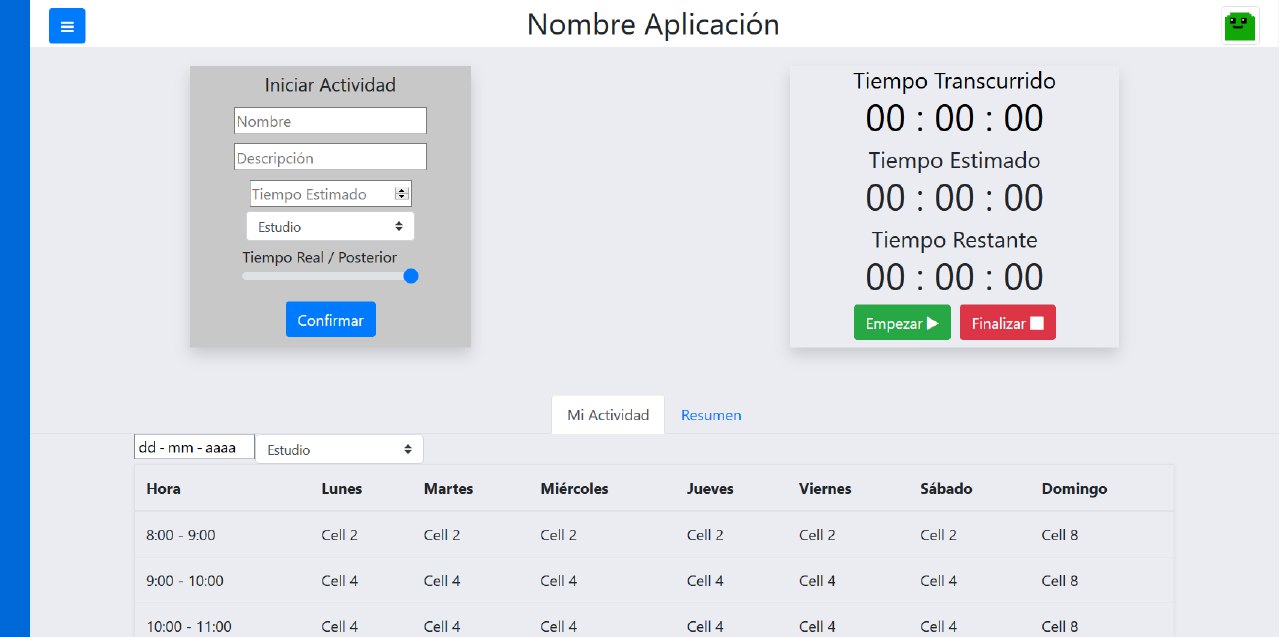 Nombre Aplicación
Iniciar Actividad
Nombre
Descripción
Tiempo Estimado
Estudio
Tiempo Real / Posterior
Confirmar
Tiempo Transcurrido
00 : 00 : 00
Tiempo Estimado
00 : 00 : 00
Tiempo Restante
00 : 00 : 00
Empezar Finalizar
Mi Actividad Resumen
dd - mm - aaaa Estudio
Hora Lunes Martes Miércoles Jueves Viernes Sábado Domingo
8:00 - 9:00 Cell 2 Cell 2 Cell 2 Cell 2 Cell 2 Cell 2 Cell 8
9:00 - 10:00 Cell 4 Cell 4 Cell 4 Cell 4 Cell 4 Cell 4 Cell 8
10:00 - 11:00 Cell 4 Cell 4 Cell 4 Cell 4 Cell 4 Cell 4 Cell 8